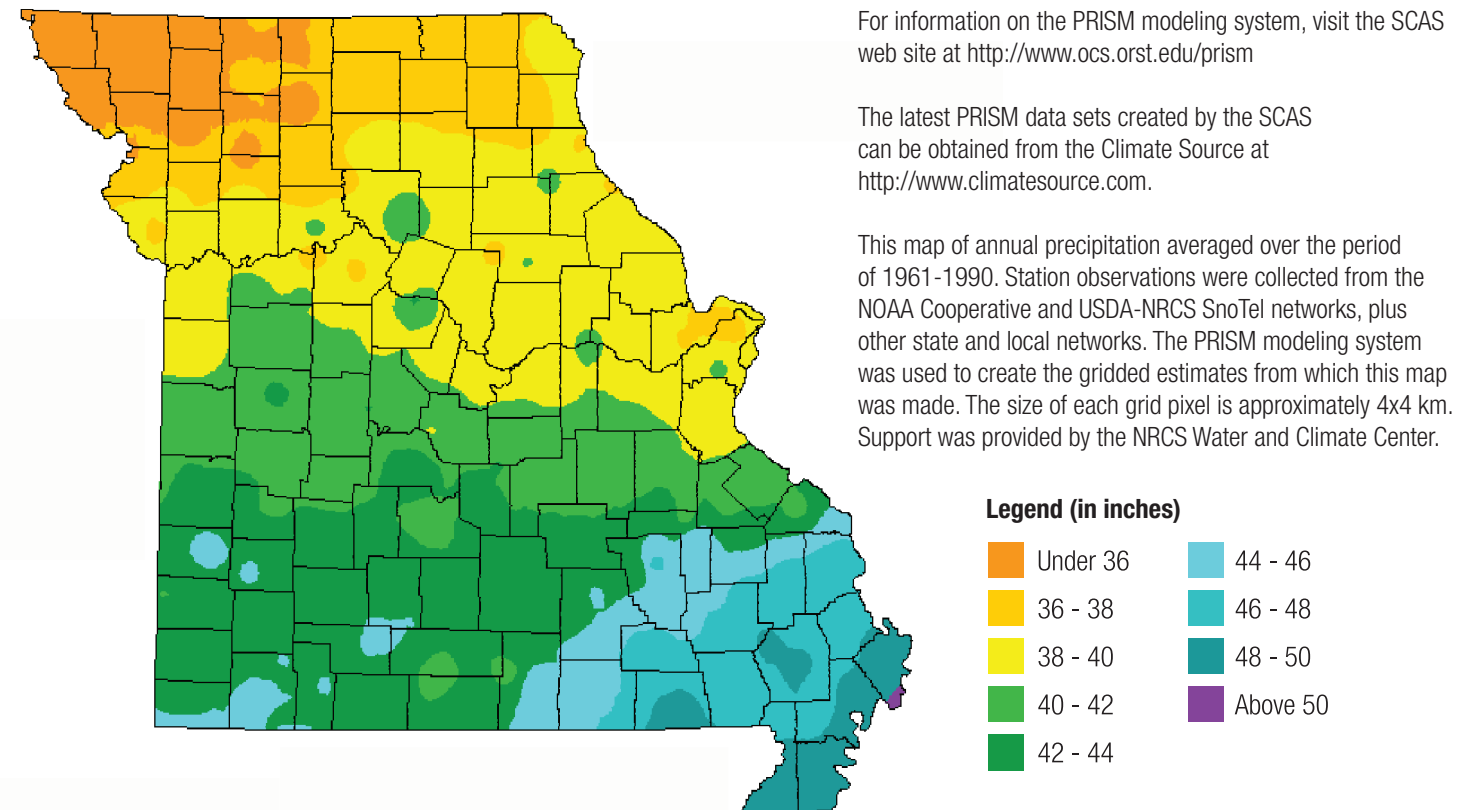 For information on the PRISM modeling system, visit the SCAS
web site at http://www.ocs.orst.edu/prism
The latest PRISM data sets created by the SCAS
can be obtained from the Climate Source at
http://www.climatesource.com.
This map of annual precipitation averaged over the period
of 1961-1990. Station observations were collected from the
NOAA Cooperative and USDA-NRCS SnoTel networks, plus
other state and local networks. The PRISM modeling system
was used to create the gridded estimates from which this map
was made. The size of each grid pixel is approximately 4x4 km.
Support was provided by the NRCS Water and Climate Center.
Legend (in inches)
Under 36
36 - 38
38 - 40
40 - 42
42 - 44
44 - 46
46 - 48
48 - 50
Above 50